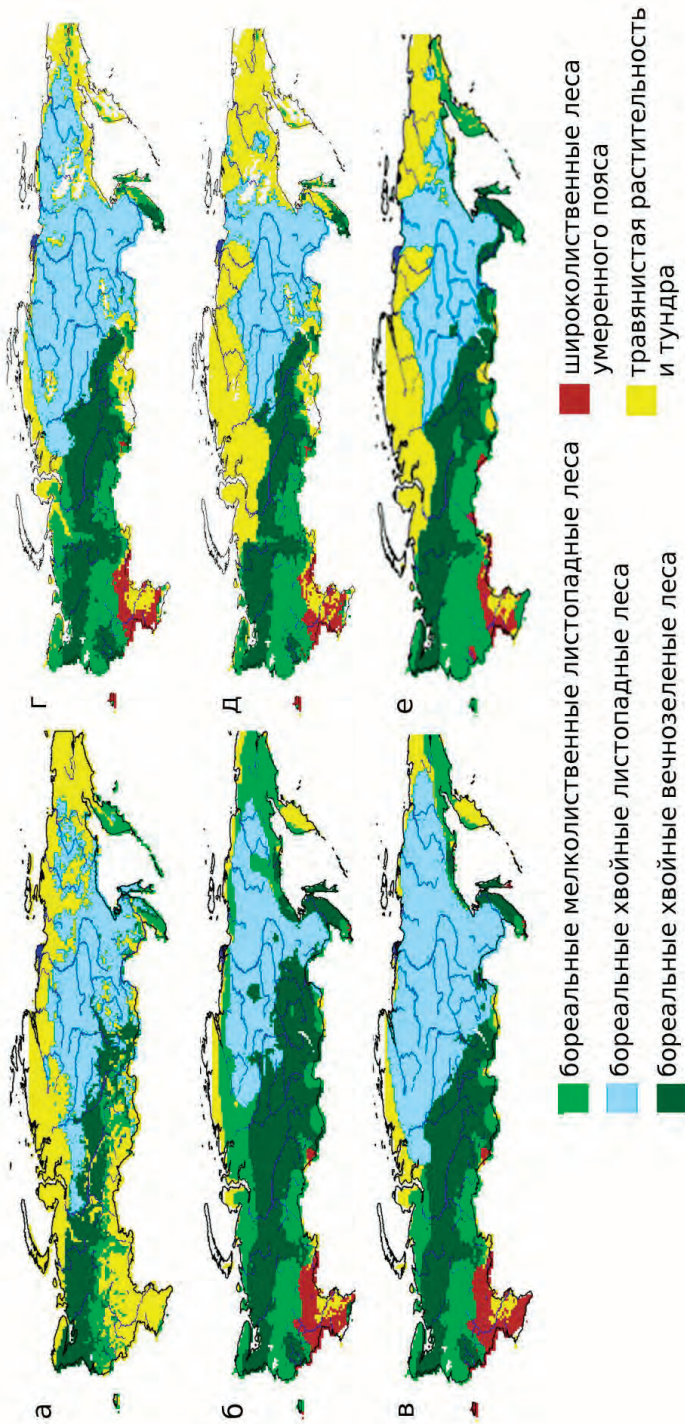 а
б
в
г
д
е
бореальные мелколиственные листопадные леса
бореальные хвойные листопадные леса
бореальные хвойные вечнозеленые леса
широколиственные леса
умеренного пояса
травянистая растительность
и тундра